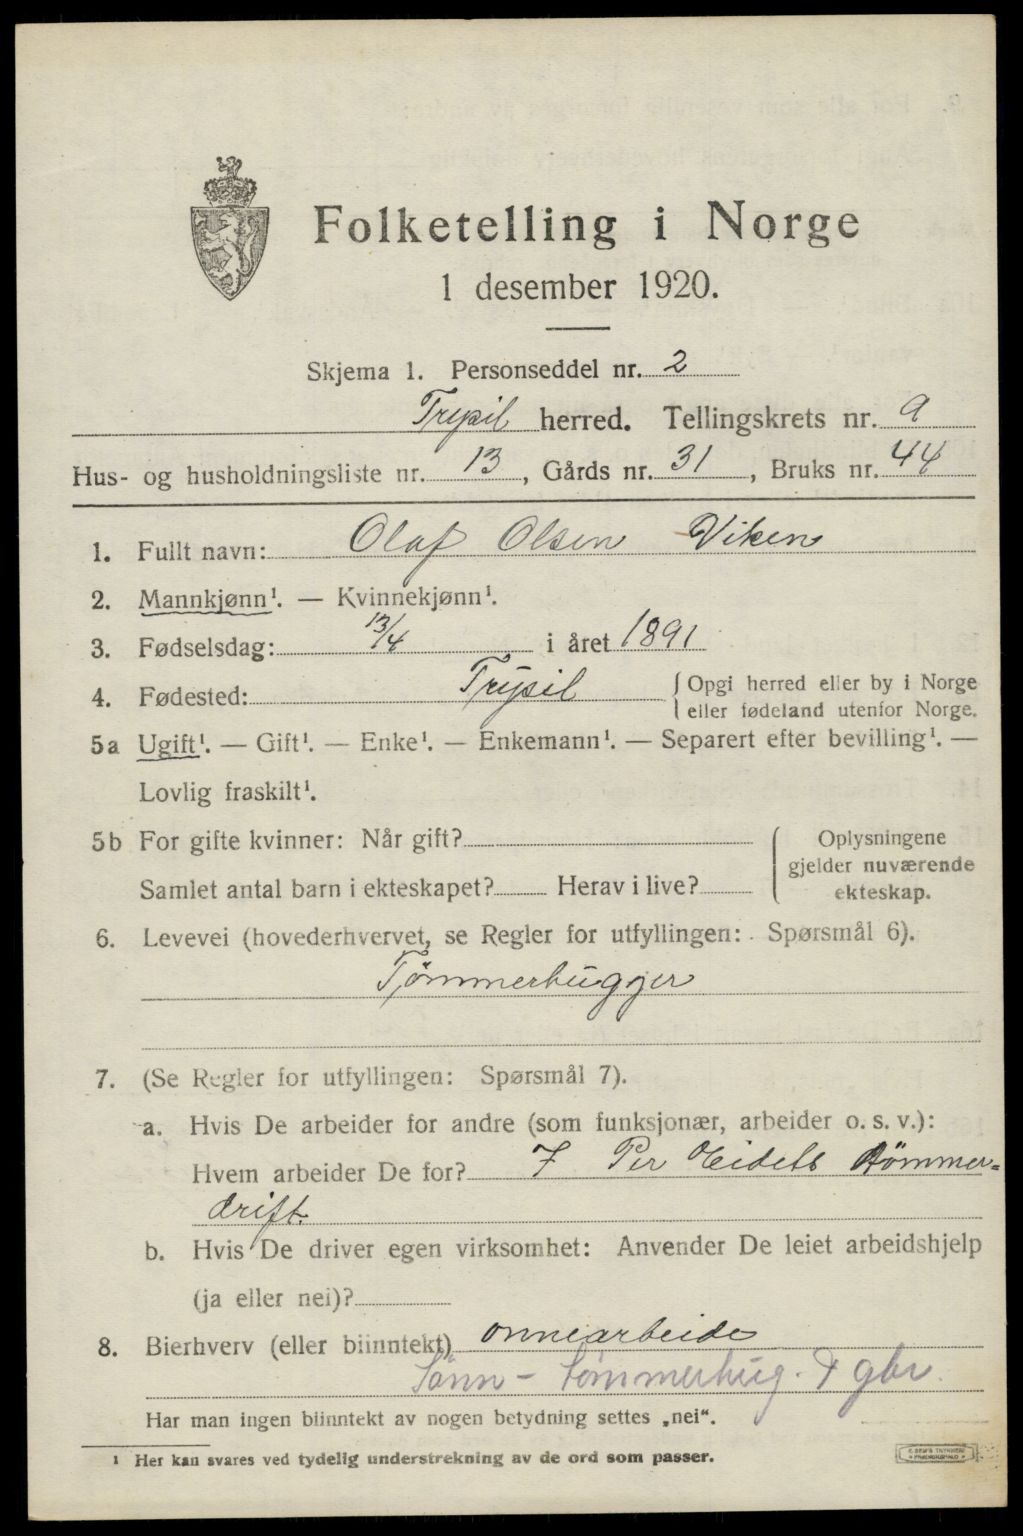 Folketelling i Norge
1 desember 1920.
Skjema 1. Personseddel nr. 2
Trysil herred. Tellingskrets nr. 9
Hus- og husholdningsliste nr. 13, Gårds nr. 31, Bruks nr. 44
1. Fullt navn: Olaf Olsen Viken
2. Mannkjønn¹. — Kvinnekjønn¹.
3. Fødselsdag: 13/4 i året 1891
4. Fødested: Trysil { Opgi herred eller by i Norge
eller fødeland utenfor Norge.
5a Ugift¹. — Gift¹. — Enke¹. — Enkemann¹. — Separert efter bevilling¹. —
Lovlig fraskilt¹.
5b For gifte kvinner: Når gift?
Samlet antal barn i ekteskapet? Herav i live?
{ Oplysningene
gjelder nuværende
ekteskap.
6. Levevei (hovederhvervet, se Regler for utfyllingen: Spørsmål 6).
Tømmerhugger
7. (Se Regler for utfyllingen: Spørsmål 7).
a. Hvis De arbeider for andre (som funksjonær, arbeider o. s. v.):
Hvem arbeider De for? I Per Eidets tømmer-
drift.
b. Hvis De driver egen virksomhet: Anvender De leiet arbeidshjelp
(ja eller nei)?
8. Bierhverv (eller biinntekt) onnearbeide
Sønn - tømmerhug. gbr.
Har man ingen biinntekt av nogen betydning settes „nei“.
¹ Her kan svares ved tydelig understrekning av de ord som passer.